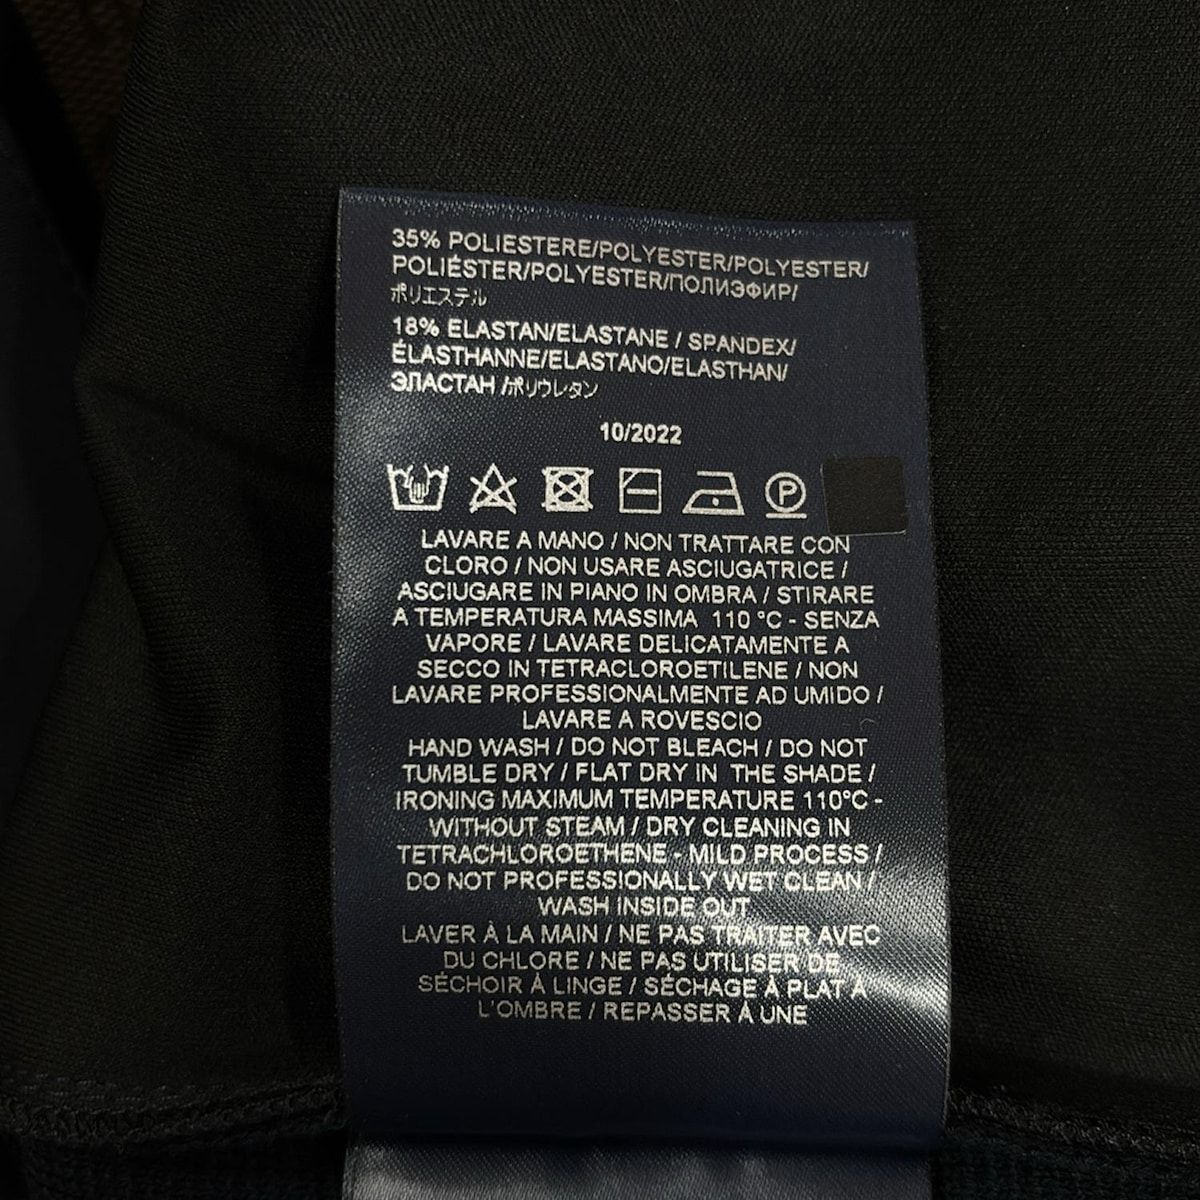 35% POLIESTERE/POLYESTER/POLYESTER/
POLIÉSTER/POLYESTER/ПОЛИЭФИР/
ポリエステル
18% ELASTAN/ELASTANE / SPANDEX/
ÉLASTHANNE/ELASTANO/ELASTHAN/
ЭЛАСТАН /ポリウレタン
10/2022
P
LAVARE A MANO / NON TRATTARE CON
CLORO / NON USARE ASCIUGATRICE /
ASCIUGARE IN PIANO IN OMBRA / STIRARE
A TEMPERATURA MASSIMA 110 °C - SENZA
VAPORE / LAVARE DELICATAMENTE A
SECCO IN TETRACLOROETILENE / NON
LAVARE PROFESSIONALMENTE AD UMIDO /
LAVARE A ROVESCIO
HAND WASH / DO NOT BLEACH / DO NOT
TUMBLE DRY / FLAT DRY IN THE SHADE /
IRONING MAXIMUM TEMPERATURE 110°C -
WITHOUT STEAM / DRY CLEANING IN
TETRACHLOROETHENE - MILD PROCESS /
DO NOT PROFESSIONALLY WET CLEAN /
WASH INSIDE OUT
LAVER À LA MAIN / NE PAS TRAITER AVEC
DU CHLORE / NE PAS UTILISER DE
SÉCHOIR À LINGE / SÉCHAGE À PLAT À
L'OMBRE / REPASSER À UNE